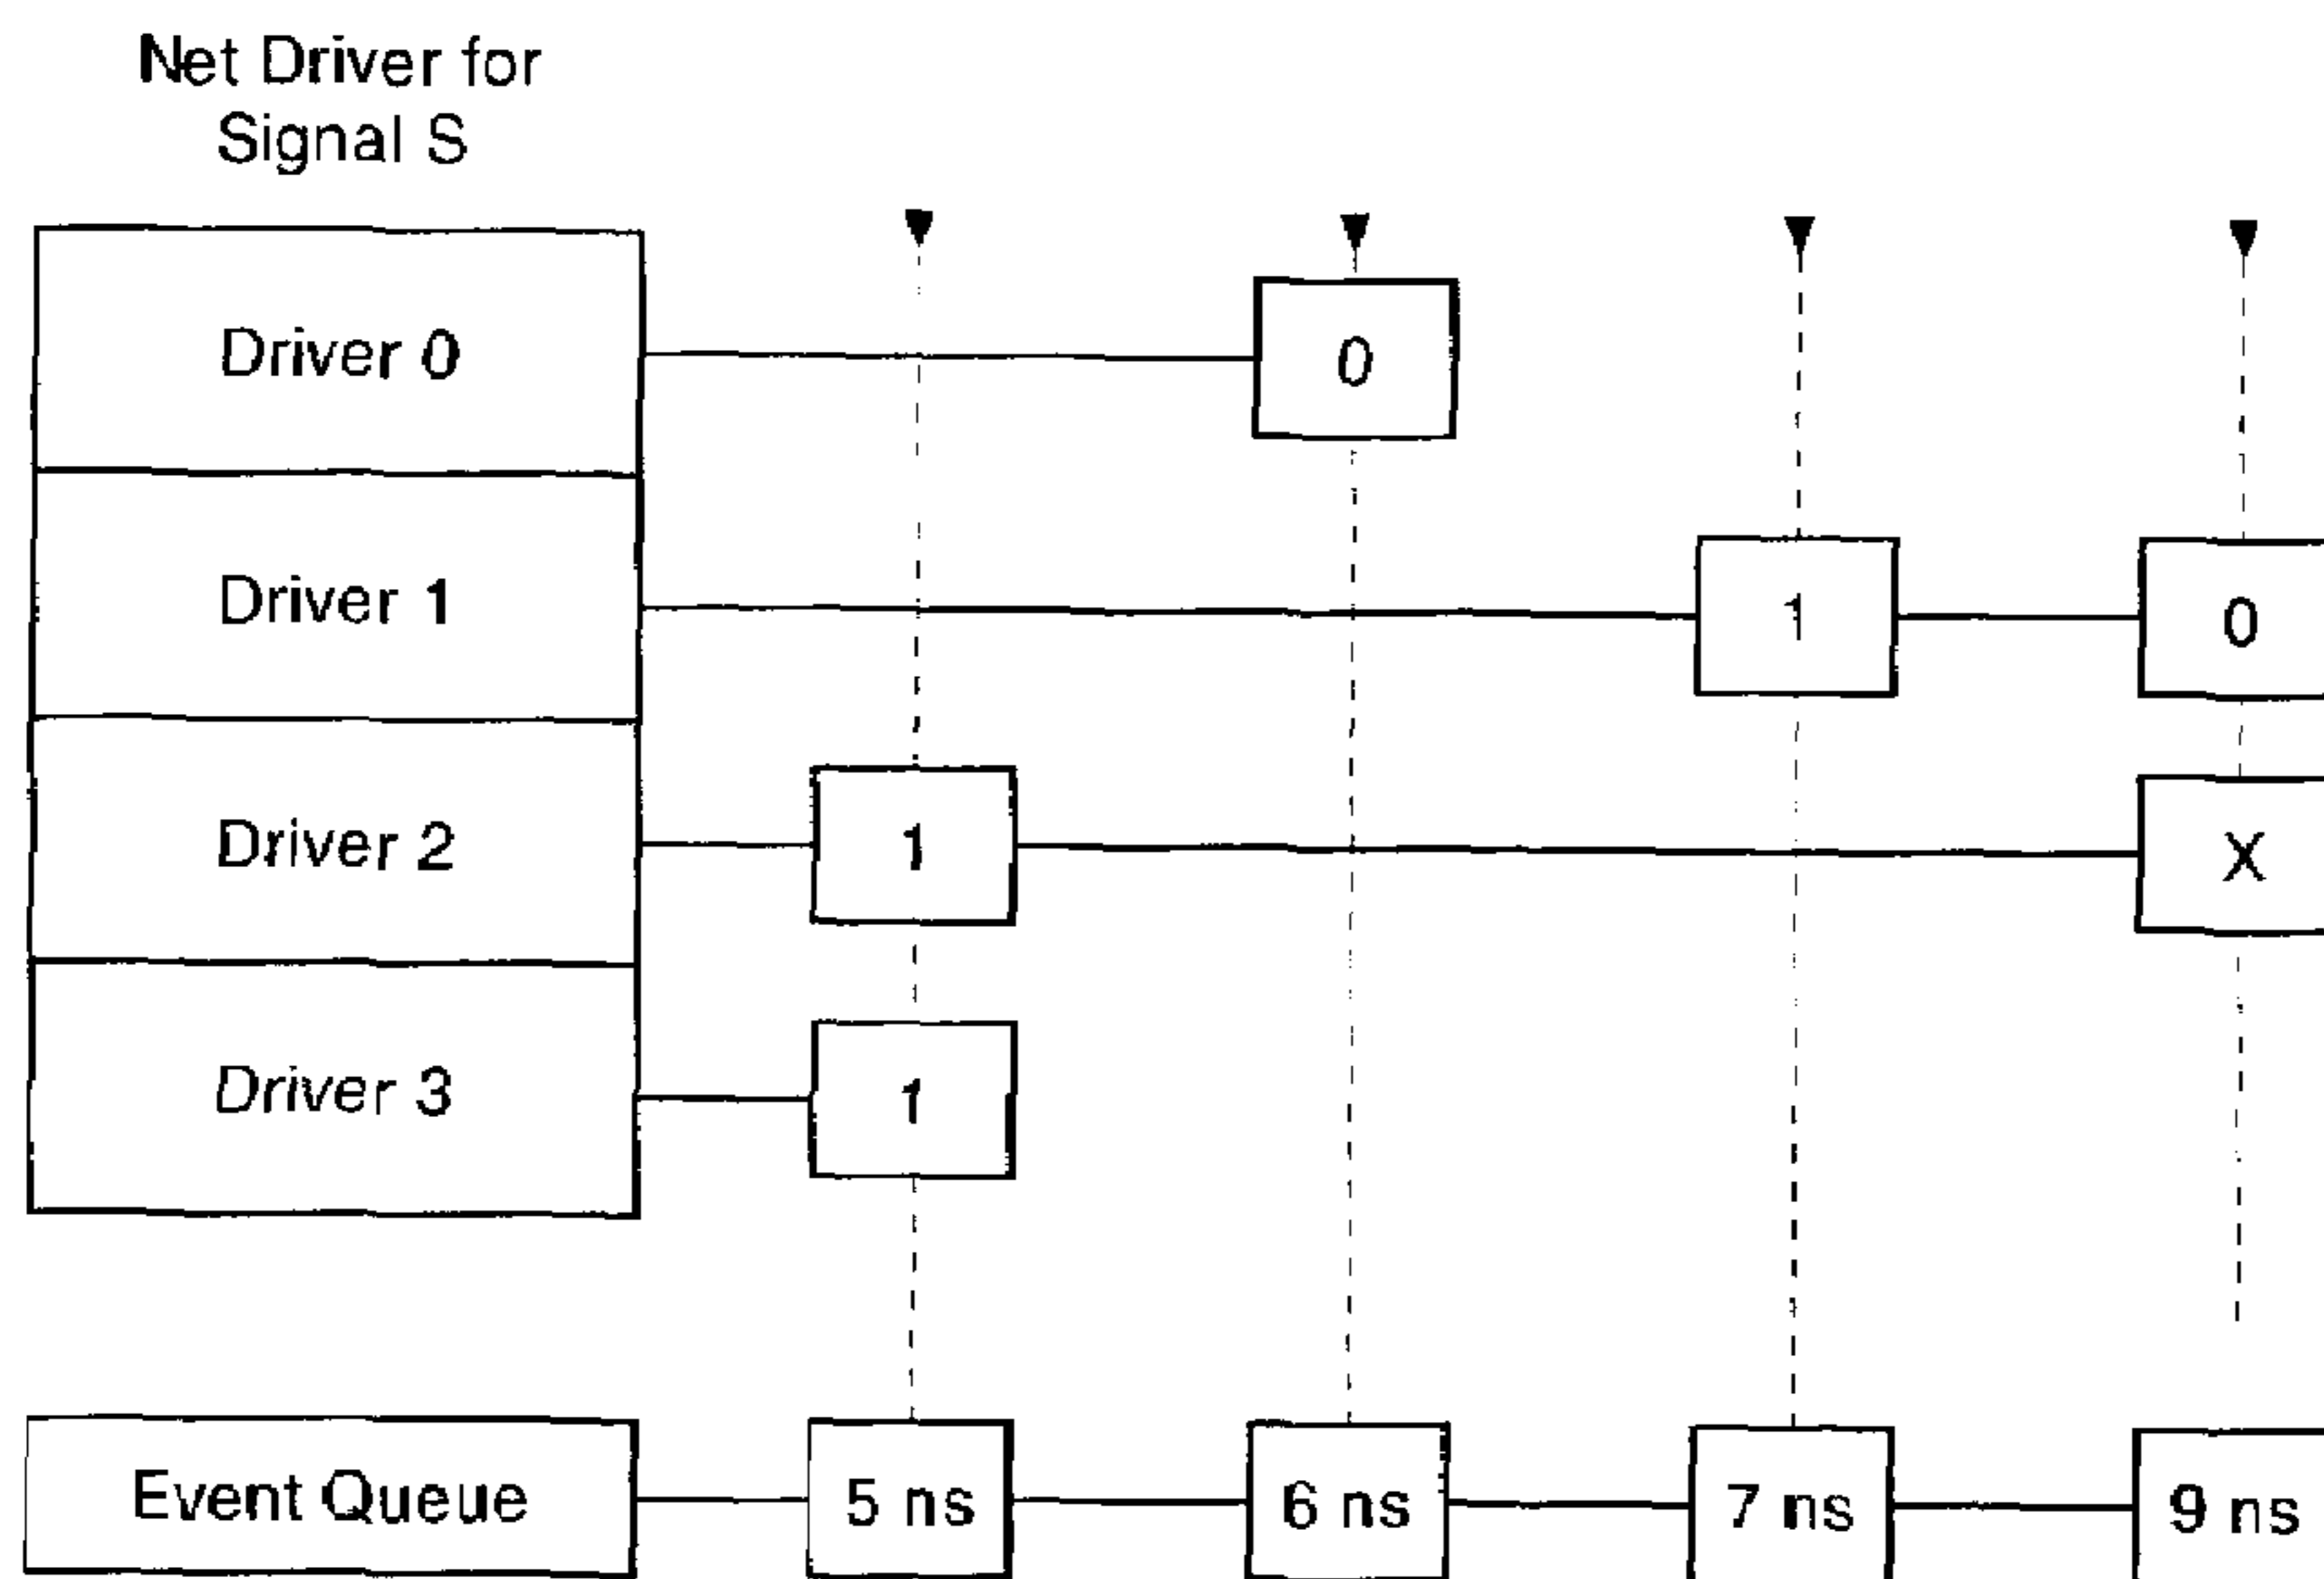 Net Driver for
Signal S
Driver 0
0
Driver 1
1
0
Driver 2
1
X
Driver 3
1
Event Queue
5 ns
6 ns
7 ns
9 ns